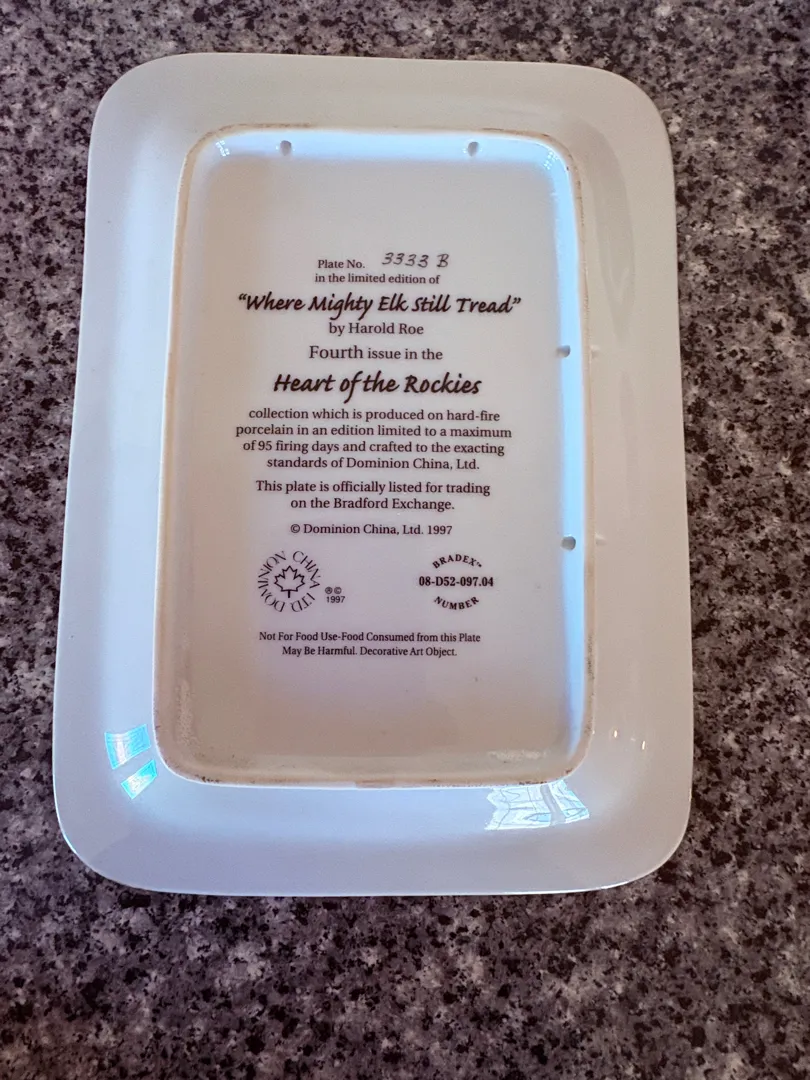 Plate No. 3333 B
in the limited edition of
“Where Mighty Elk Still Tread”
by Harold Roe
Fourth issue in the
Heart of the Rockies
collection which is produced on hard-fire
porcelain in an edition limited to a maximum
of 95 firing days and crafted to the exacting
standards of Dominion China, Ltd.
This plate is officially listed for trading
on the Bradford Exchange.
© Dominion China, Ltd. 1997
DOMINION CHINA LTD.
®©
1997
BRADEX™
08-D52-097.04
NUMBER
Not For Food Use-Food Consumed from this Plate
May Be Harmful. Decorative Art Object.